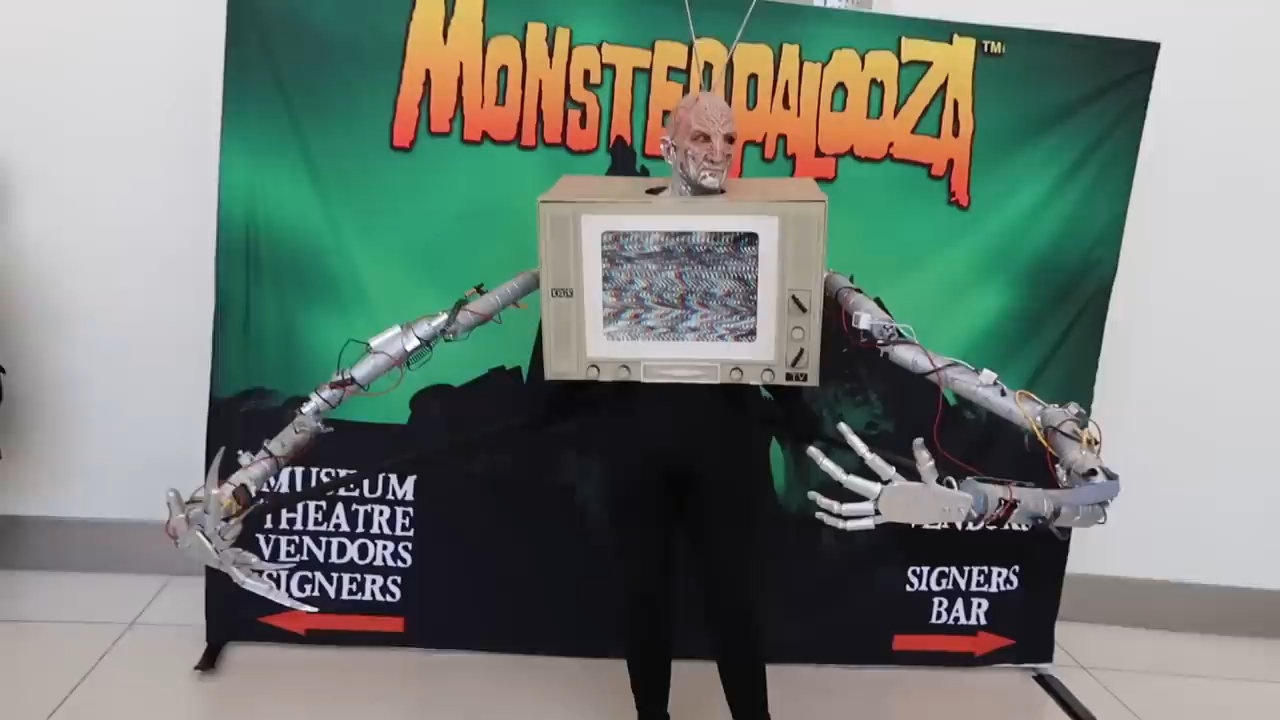 MONSTERPALOOZA™
TV
MUSEUM
THEATRE
VENDORS
SIGNERS
SIGNERS
BAR